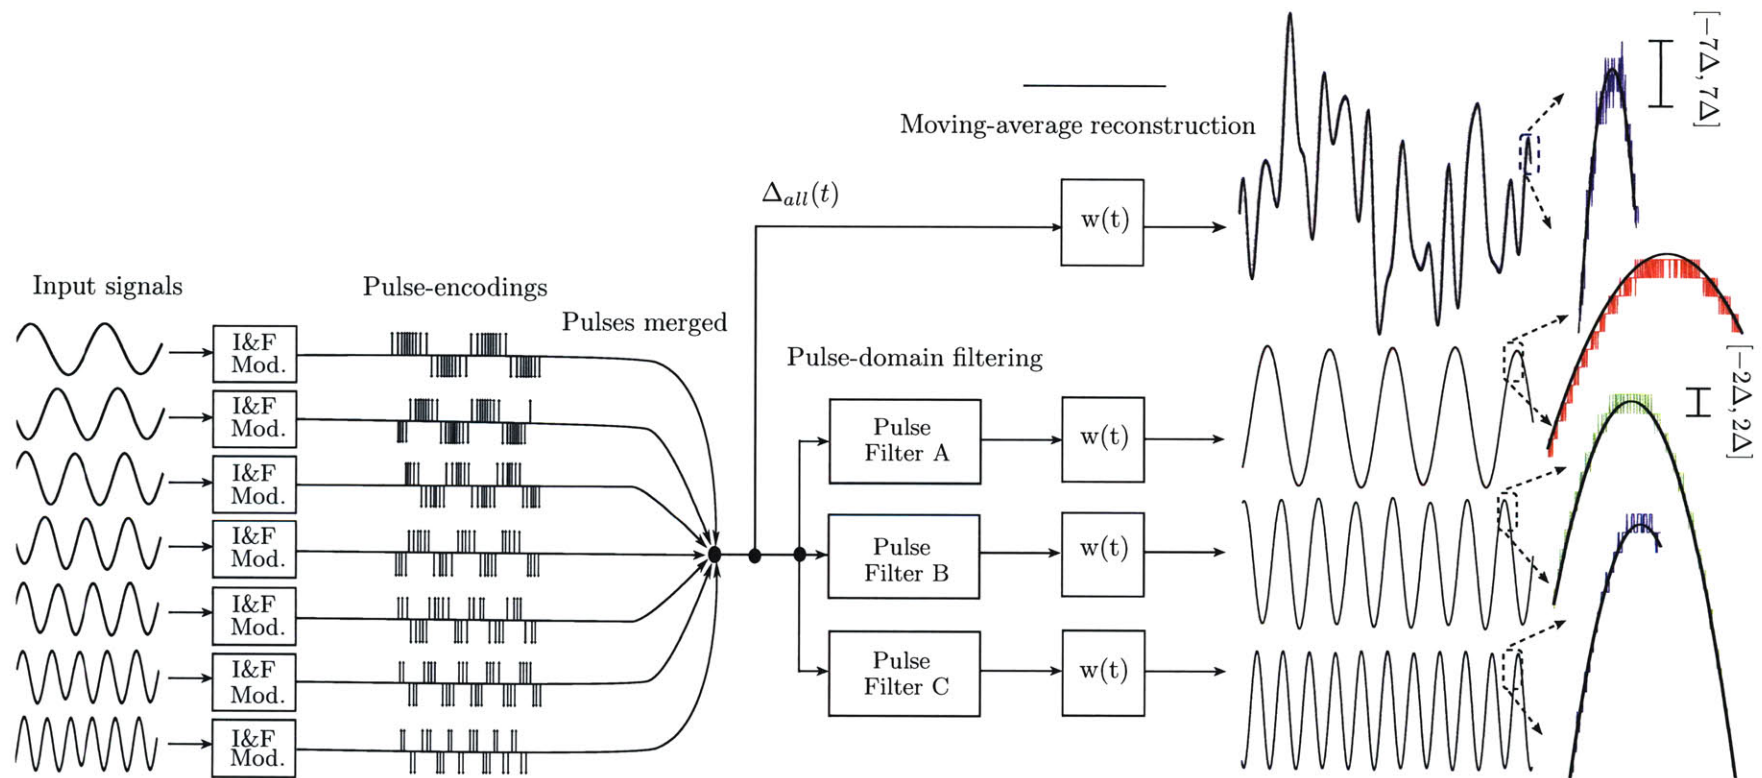 Moving-average reconstruction
[−7Δ, 7Δ]
Δall(t)
w(t)
Input signals
Pulse-encodings
Pulses merged
Pulse-domain filtering
[−2Δ, 2Δ]
I&F
Mod.
I&F
Mod.
I&F
Mod.
I&F
Mod.
I&F
Mod.
I&F
Mod.
I&F
Mod.
Pulse
Filter A
w(t)
Pulse
Filter B
w(t)
Pulse
Filter C
w(t)